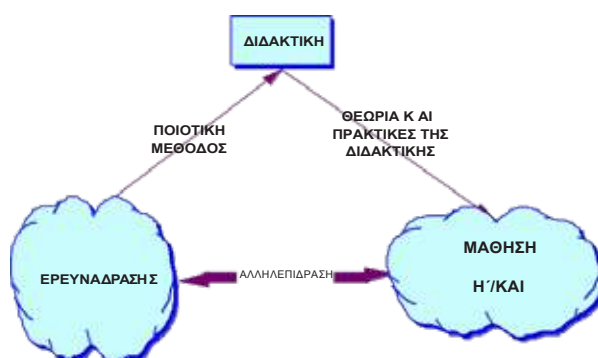 ΔΙΔΑΚΤΙΚΗ
ΠΟΙΟΤΙΚΗ
ΜΕΘΟΔΟΣ
ΘΕΩΡΙΑ Κ ΑΙ
ΠΡΑΚΤΙΚΕΣ ΤΗΣ
ΔΙΔΑΚΤΙΚΗΣ
ΕΡΕΥΝΑΔΡΑΣΗΣ
ΑΛΛΗΛΕΠΙΔΡΑΣΗ
ΜΑΘΗΣΗ
Η΄/ΚΑΙ